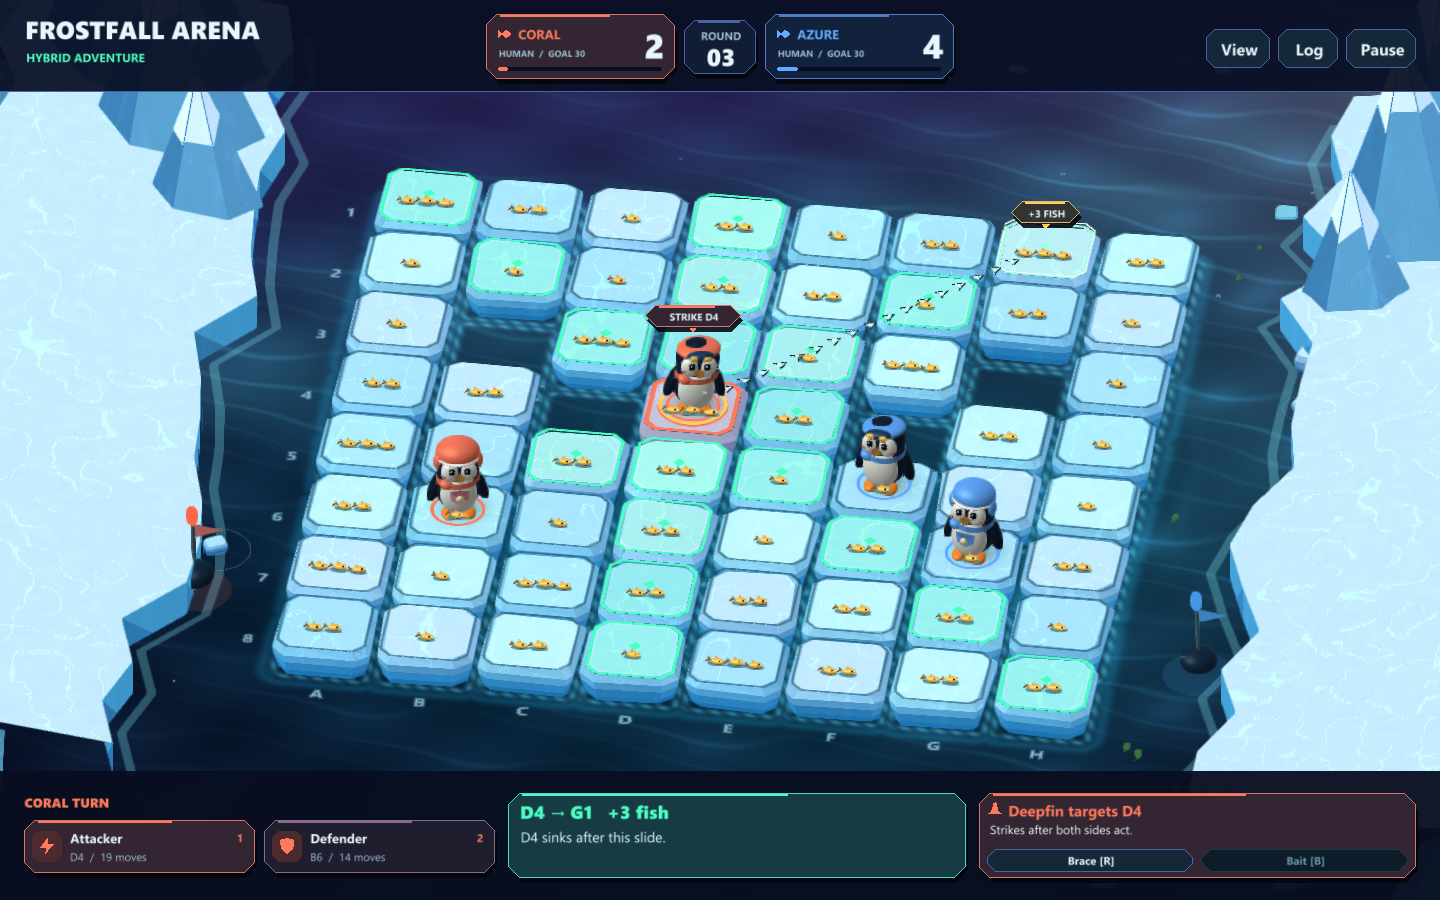 FROSTFALL ARENA
HYBRID ADVENTURE
CORAL
HUMAN / GOAL 30
2
ROUND
03
AZURE
HUMAN / GOAL 30
4
View
Log
Pause
+3 FISH
STRIKE D4
1
2
3
4
5
6
7
8
A
B
C
D
E
F
G
H
CORAL TURN
Attacker
1
D4 / 19 moves
Defender
2
B6 / 14 moves
D4 → G1 +3 fish
D4 sinks after this slide.
Deepfin targets D4
Strikes after both sides act.
Brace [R]
Bait [B]